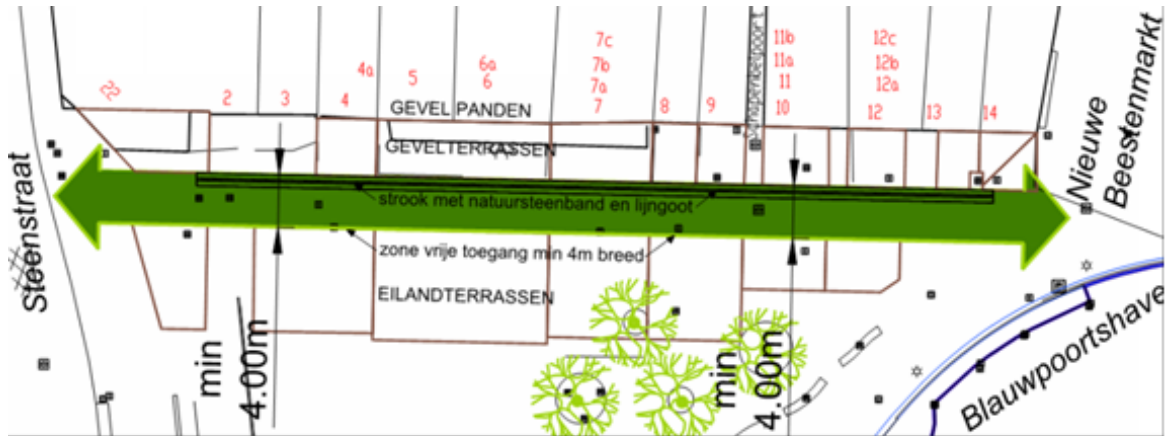 7c
11b
12c
6a
7b
11a
12b
22
2
3
4a
4
5
6
7a
7
8
9
11
10
12a
12
13
14
GEVEL PANDEN
GEVELTERRASSEN
strook met natuursteenband en lijngoot
zone vrije toegang min 4m breed
EILANDTERRASSEN
min
4.00m
min
4.00m
Steenstraat
Nieuwe
Beestenmarkt
Blauwpoortshave